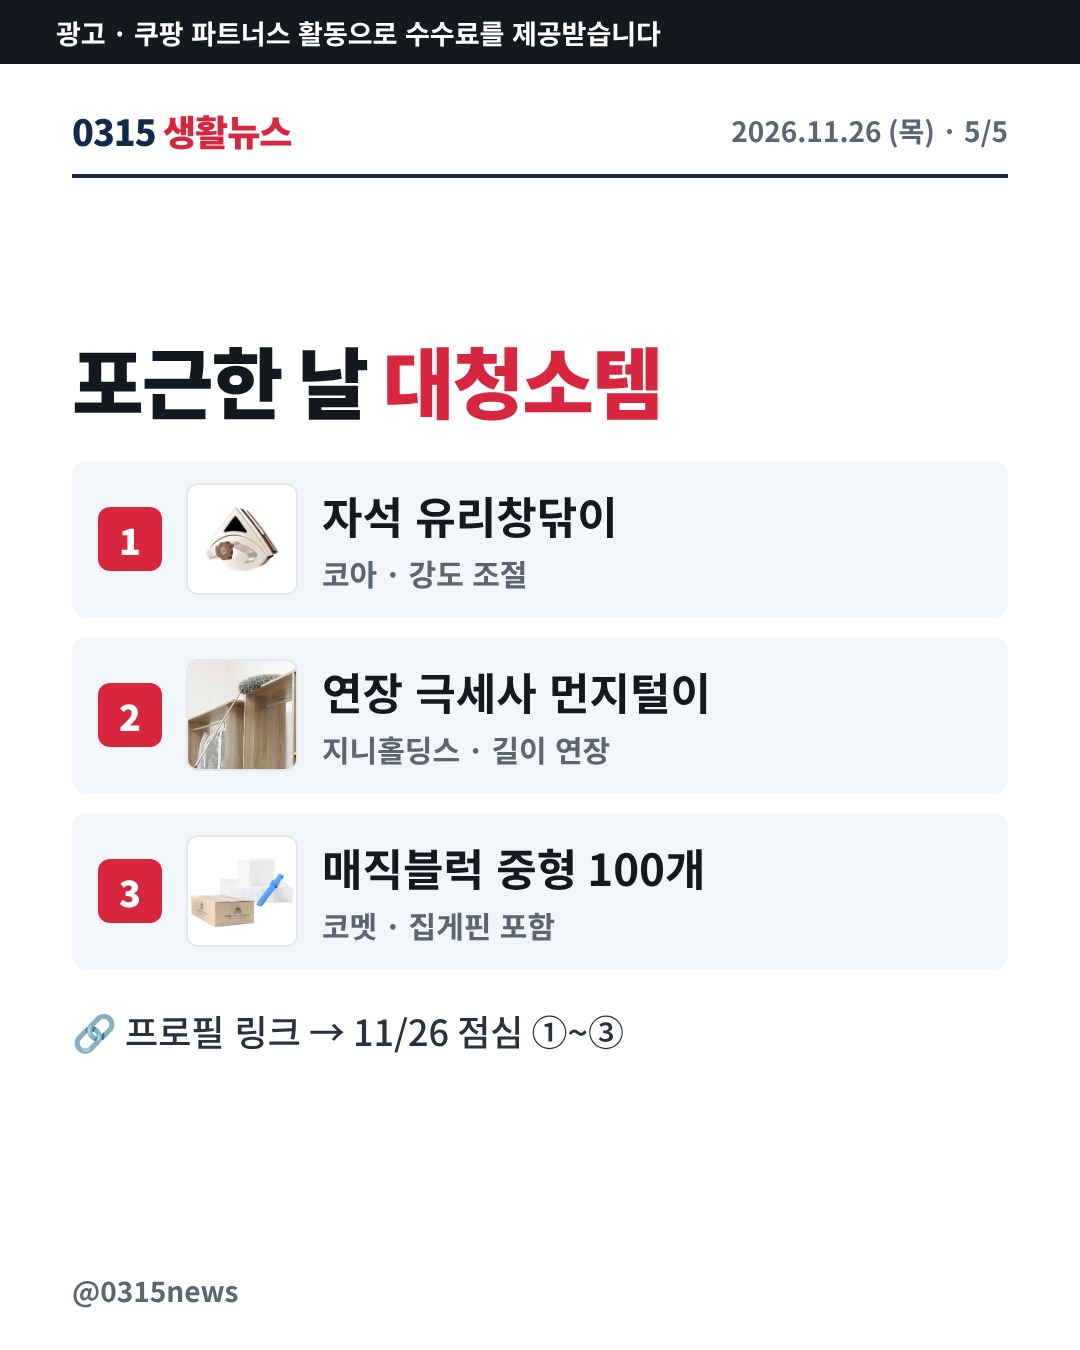 광고 · 쿠팡 파트너스 활동으로 수수료를 제공받습니다
0315 생활뉴스
2026.11.26 (목) · 5/5
포근한 날 대청소템
1
자석 유리창닦이
코아 · 강도 조절
2
연장 극세사 먼지털이
지니홀딩스 · 길이 연장
3
매직블럭 중형 100개
코멧 · 집게핀 포함
🔗 프로필 링크 → 11/26 점심 ①~③
@0315news